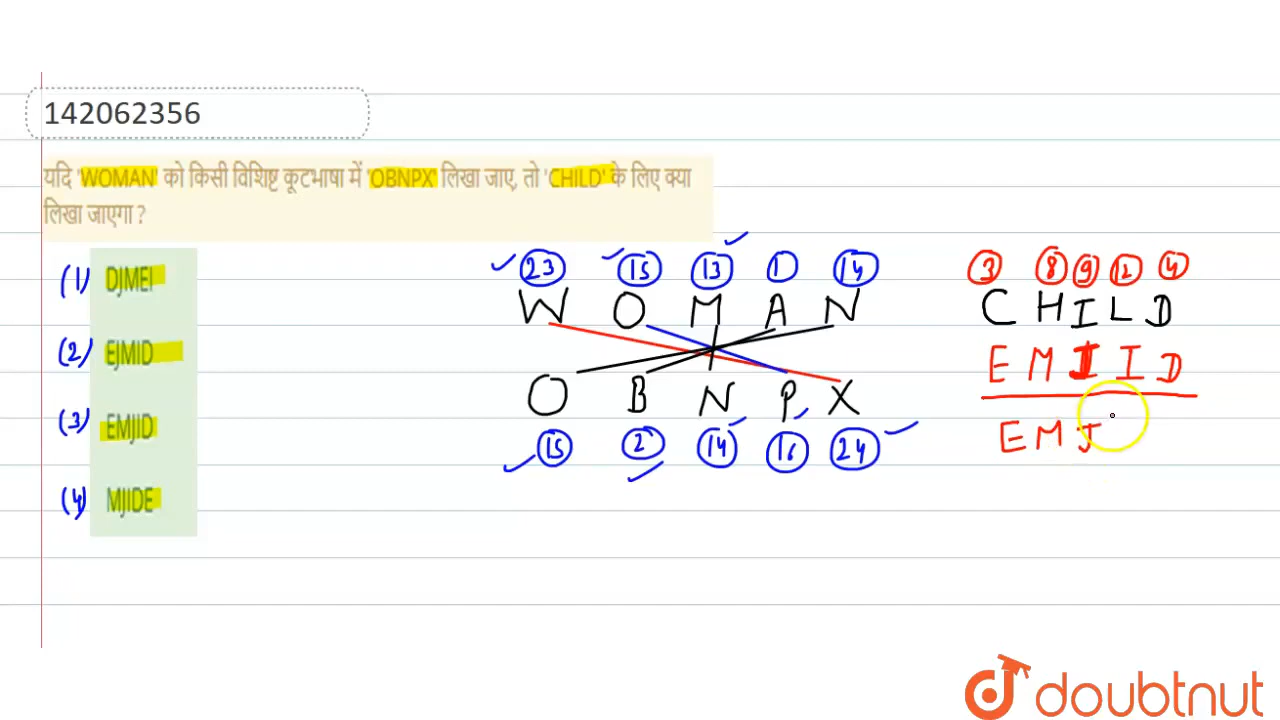 142062356
यदि 'WOMAN' को किसी विशिष्ट कूटभाषा में 'OBNPX' लिखा जाए, तो 'CHILD' के लिए क्या
लिखा जाएगा ?
(1) DJMEI
(2) EJMID
(3) EMJID
(4) MJIDE
23 15 13 1 14
W O M A N
O B N P X
15 2 14 16 24
3 8 9 12 4
C H I L D
E M I I D
E M J
doubtnut